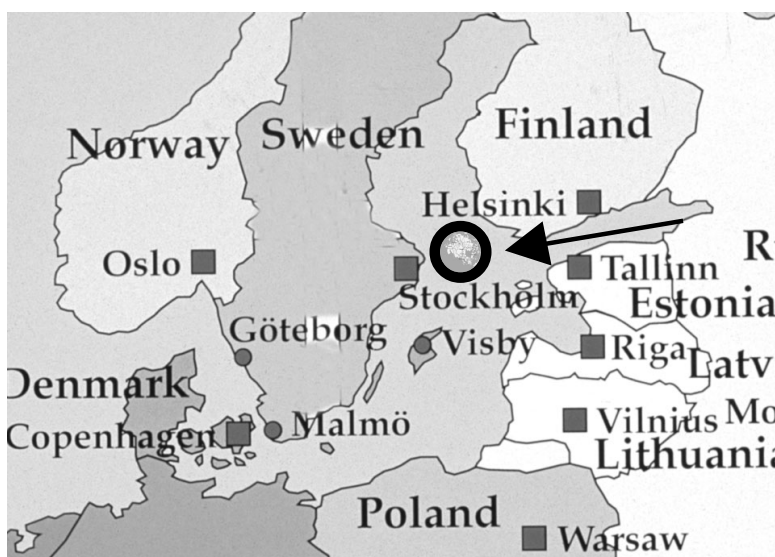 Norway
Sweden
Finland
Helsinki
Oslo
Stockholm
Tallinn
R
Estonia
Göteborg
Visby
Riga
Latv
Denmark
Copenhagen
Malmö
Vilnius
Mo
Lithuania
Poland
Warsaw